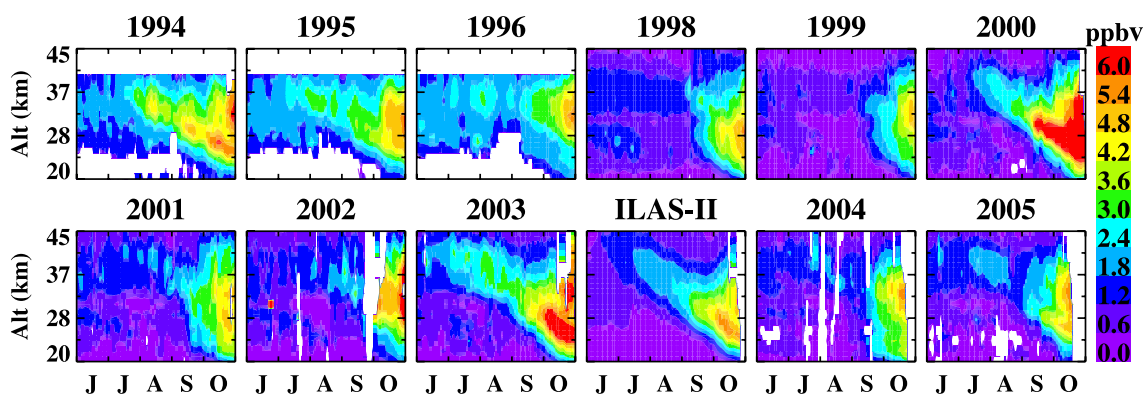 1994 1995 1996 1998 1999 2000 ppbv
45 37 28 20 Alt (km)
6.0
5.4
4.8
4.2
3.6
3.0
2.4
1.8
1.2
0.6
0.0
2001 2002 2003 ILAS-II 2004 2005
45 37 28 20 Alt (km)
J J A S O J J A S O J J A S O J J A S O J J A S O J J A S O